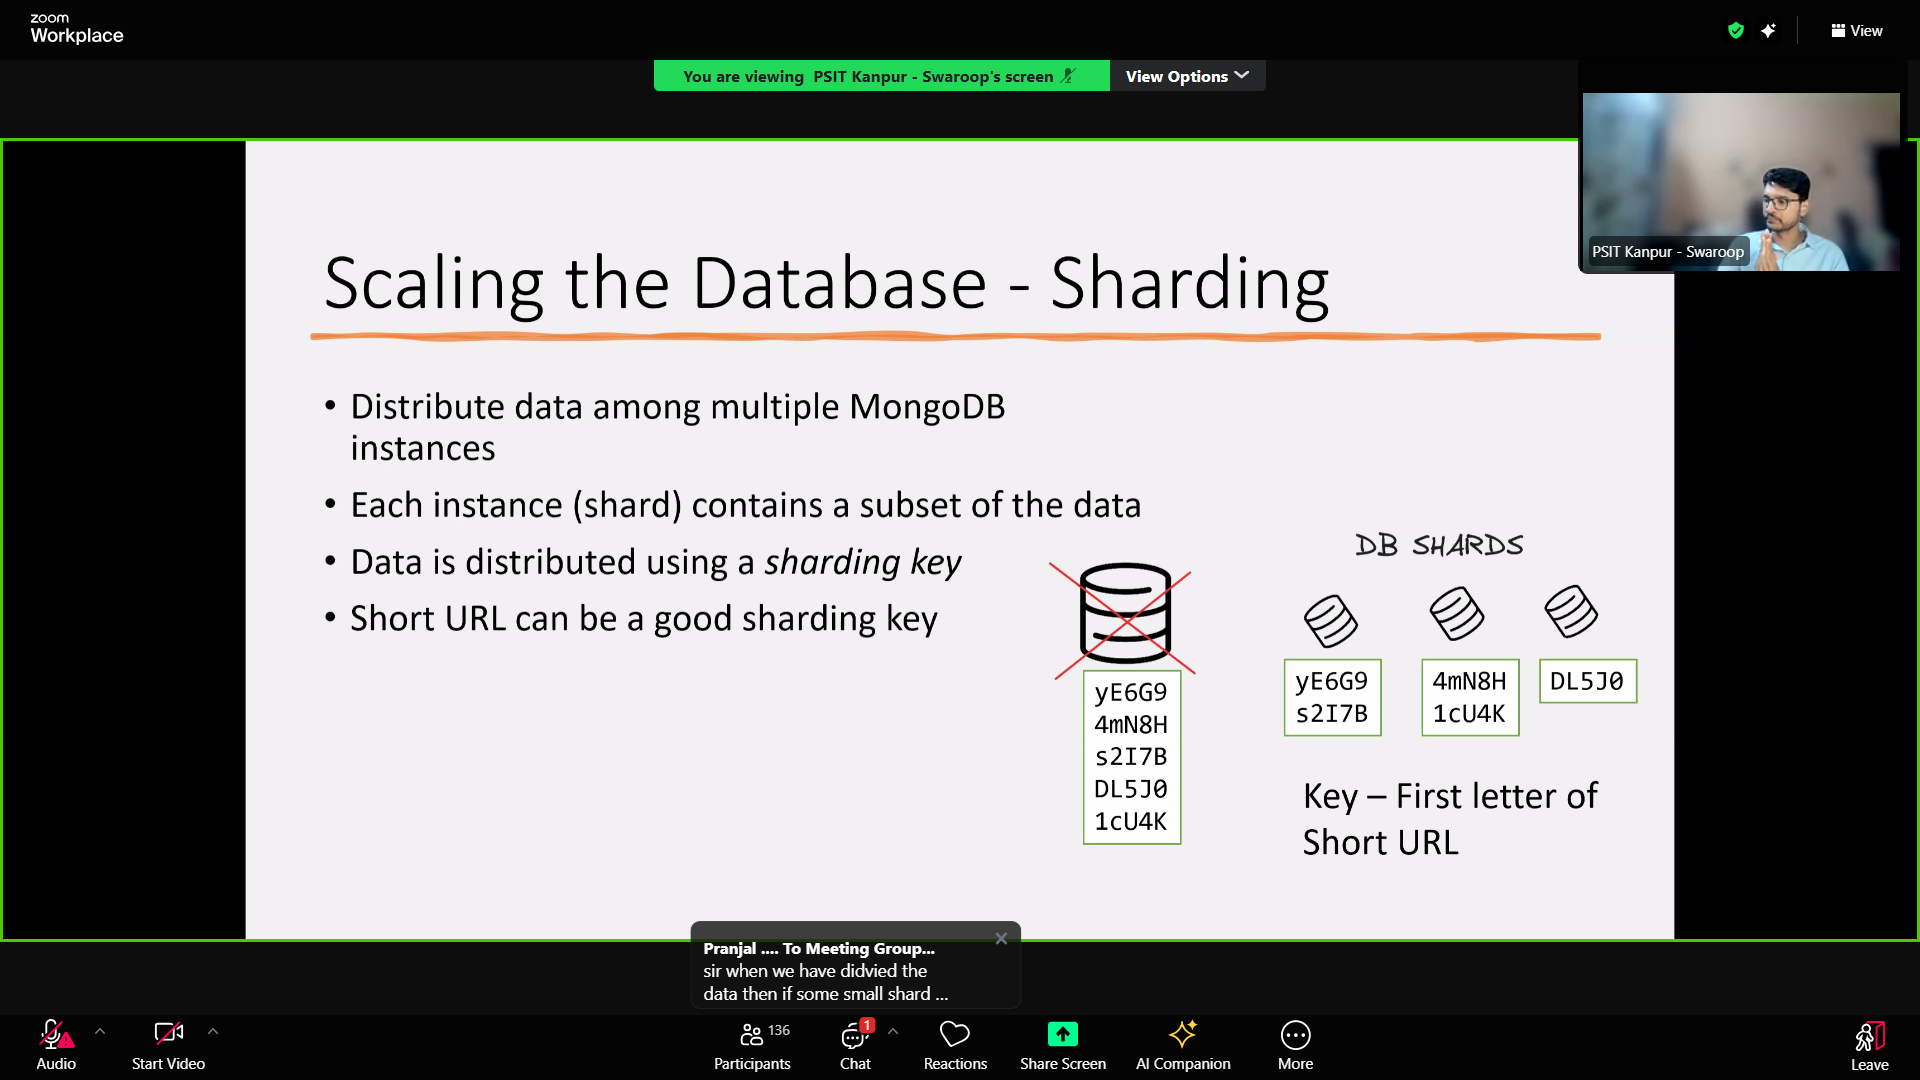 zoom
Workplace
View
You are viewing PSIT Kanpur - Swaroop's screen
View Options
PSIT Kanpur - Swaroop
Scaling the Database - Sharding
• Distribute data among multiple MongoDB
instances
• Each instance (shard) contains a subset of the data
• Data is distributed using a sharding key
• Short URL can be a good sharding key
yE6G9
4mN8H
s2I7B
DL5J0
1cU4K
DB SHARDS
yE6G9
s2I7B
4mN8H
1cU4K
DL5J0
Key – First letter of
Short URL
Pranjal .... To Meeting Group...
sir when we have didvied the
data then if some small shard ...
Audio
Start Video
136
Participants
1
Chat
Reactions
Share Screen
AI Companion
More
Leave